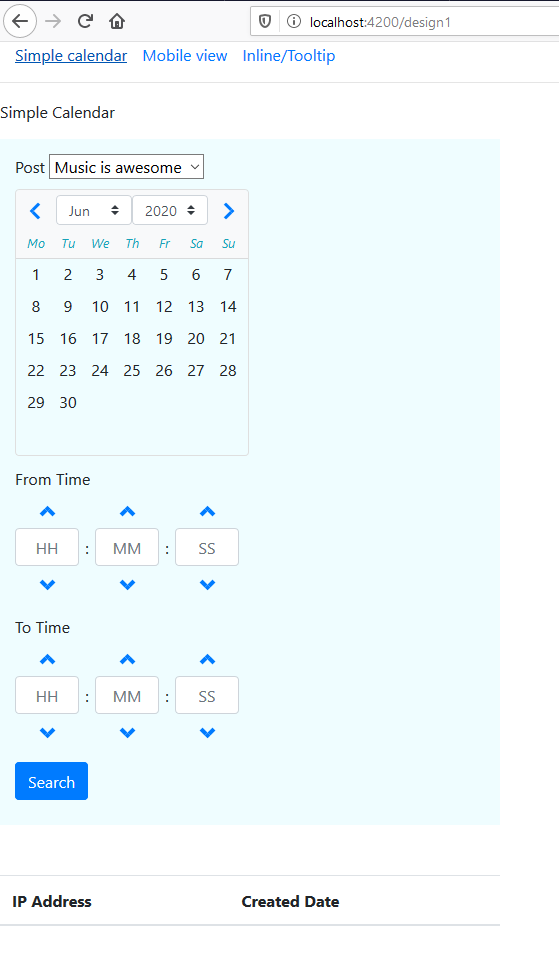 localhost:4200/design1
Simple calendar Mobile view Inline/Tooltip
Simple Calendar
Post Music is awesome
Jun 2020
Mo Tu We Th Fr Sa Su
1 2 3 4 5 6 7
8 9 10 11 12 13 14
15 16 17 18 19 20 21
22 23 24 25 26 27 28
29 30
From Time
HH : MM : SS
To Time
HH : MM : SS
Search
IP Address Created Date